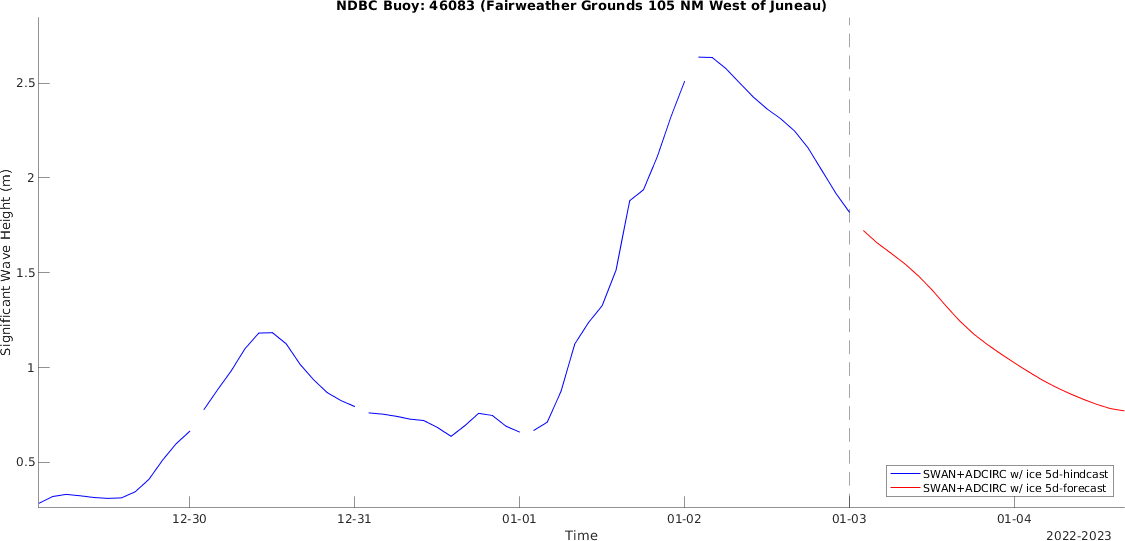 NDBC Buoy: 46083 (Fairweather Grounds 105 NM West of Juneau)
Significant Wave Height (m)
2.5
2
1.5
1
0.5
12-30
12-31
01-01
01-02
01-03
01-04
Time
2022-2023
SWAN+ADCIRC w/ ice 5d-hindcast
SWAN+ADCIRC w/ ice 5d-forecast